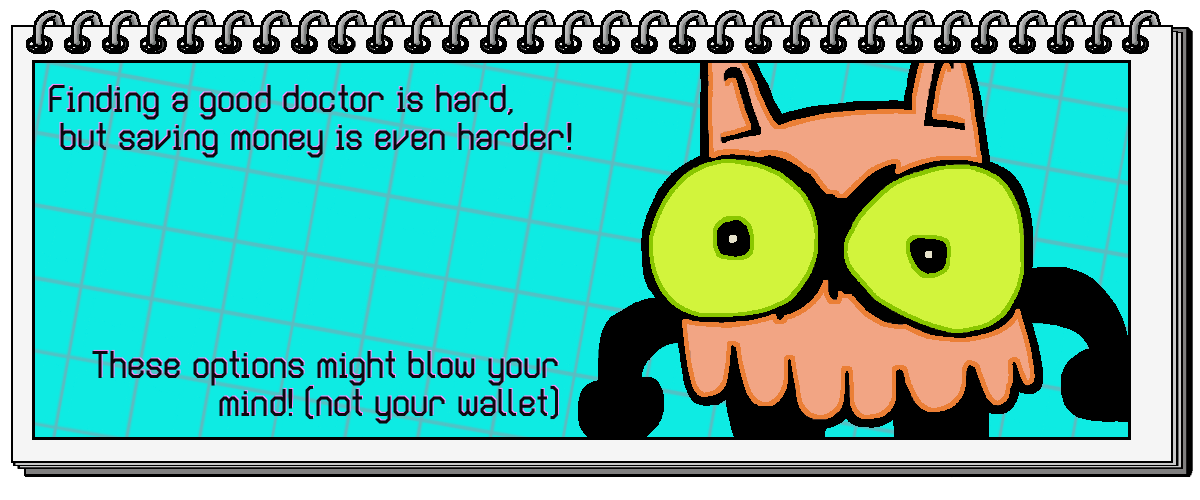 Finding a good doctor is hard,
but saving money is even harder!
These options might blow your
mind! (not your wallet)